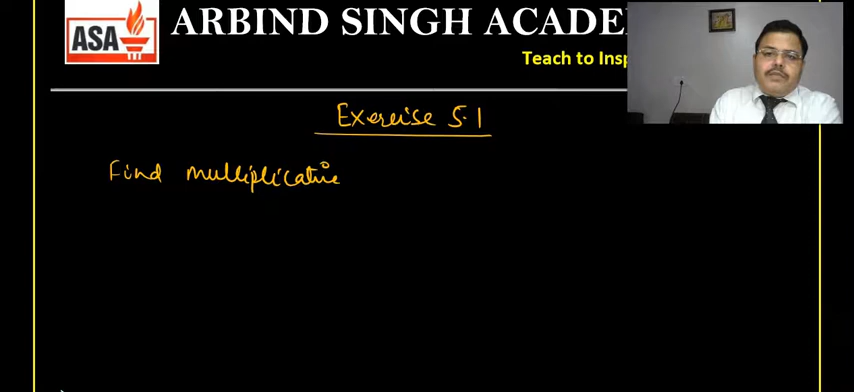 ASA
ARBIND SINGH ACADE
Teach to Insp
Exercise 5.1
Find multiplicative